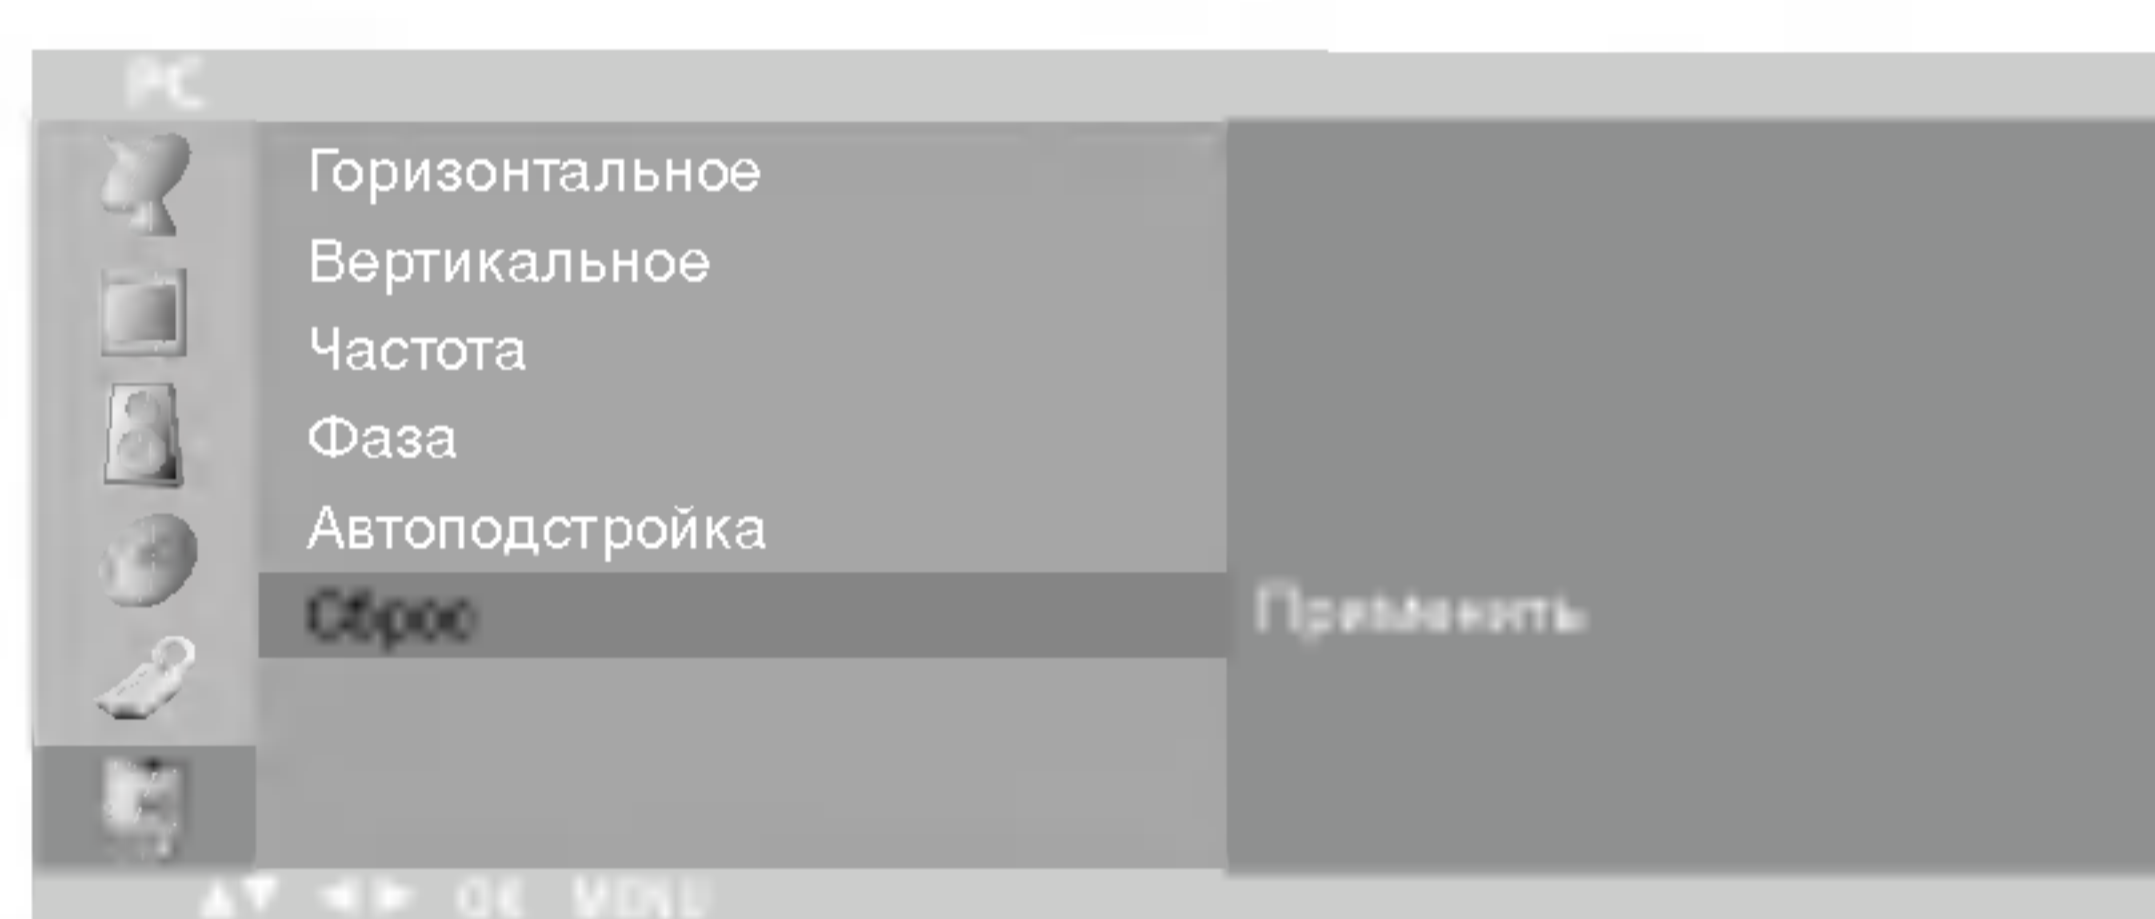 PC
Горизонтальное
Вертикальное
Частота
Фаза
Автоподстройка
Сброс Применить
▲▼ ◄► OK MENU